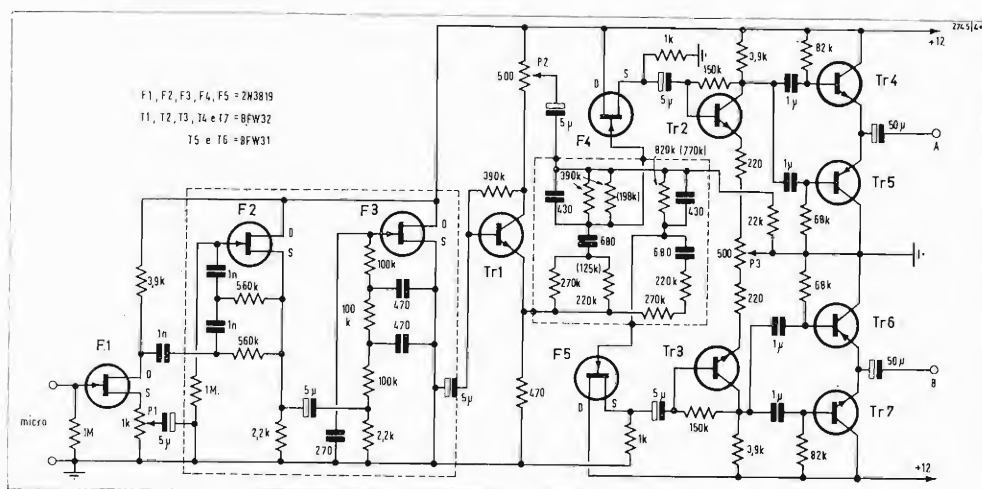 2745/4
+12
F1, F2, F3, F4, F5 = 2N3819
T1, T2, T3, T4 e T7 = BFW32
T5 e T6 = BFW31
3,9k
F1
D
S
micro
1M
P1
1k
5µ
1n
F2
D
S
1n
560k
1n
560k
1M.
5µ
2,2k
F3
D
S
100k
470
100
k
470
100k
270
2,2k
5µ
390k
Tr1
470
500
P2
5µ
D
S
F4
1k
5µ
150k
Tr2
3,9k
220
820k (770k)
390k
(198k)
430
430
680
680
(125k)
270k
220k
270k
220k
500
P3
220
22k
F5
D
S
1k
5µ
Tr3
150k
3,9k
82k
1µ
Tr4
50µ
A
1µ
Tr5
68k
68k
1µ
Tr6
50µ
B
1µ
Tr7
82k
+12